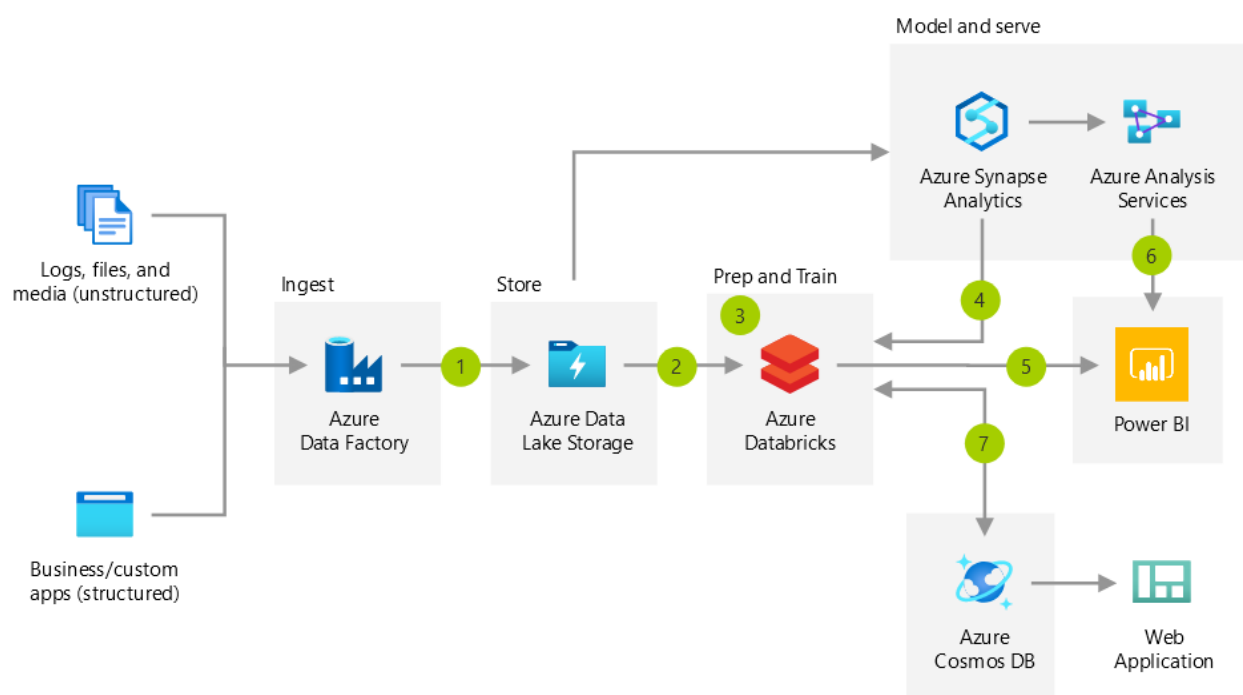 Model and serve
Azure Synapse
Analytics
Azure Analysis
Services
Logs, files, and
media (unstructured)
Ingest
Store
Prep and Train
1
2
3
4
5
6
7
Azure
Data Factory
Azure Data
Lake Storage
Azure
Databricks
Power BI
Business/custom
apps (structured)
Azure
Cosmos DB
Web
Application